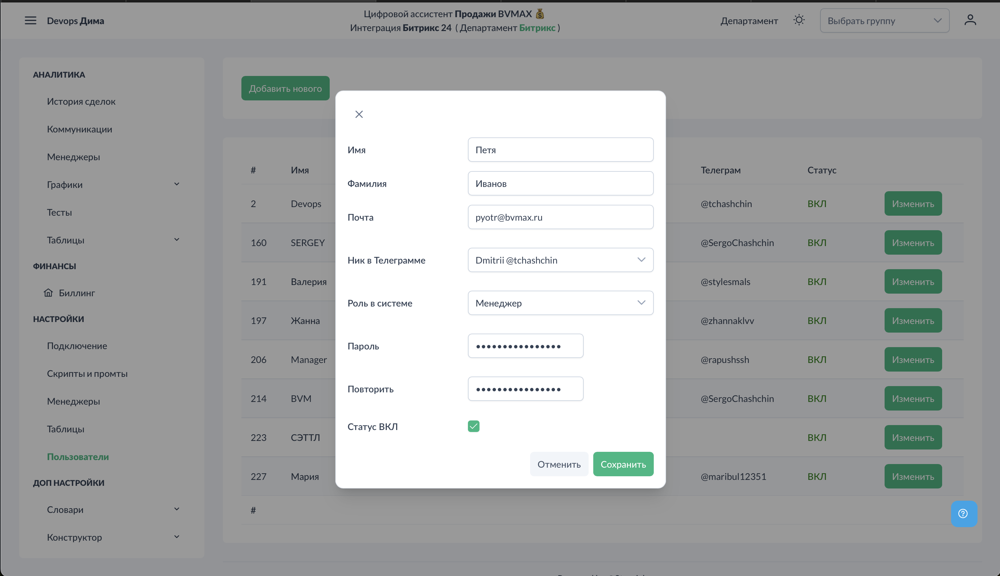 Devops Дима
Цифровой ассистент Продажи BVMAX 💰
Интеграция Битрикс 24 ( Департамент Битрикс )
Департамент
Выбрать группу
АНАЛИТИКА
История сделок
Коммуникации
Менеджеры
Графики
Тесты
Таблицы
ФИНАНСЫ
Биллинг
НАСТРОЙКИ
Подключение
Скрипты и промты
Менеджеры
Таблицы
Пользователи
ДОП НАСТРОЙКИ
Словари
Конструктор
Добавить нового
# Имя Телеграм Статус
2 Devops @tchashchin ВКЛ Изменить
160 SERGEY @SergoChashchin ВКЛ Изменить
191 Валерия @stylesmals ВКЛ Изменить
197 Жанна @zhannaklvv ВКЛ Изменить
206 Manager @rapushssh ВКЛ Изменить
214 BVM @SergoChashchin ВКЛ Изменить
223 СЭТТЛ ВКЛ Изменить
227 Мария @maribul12351 ВКЛ Изменить
#
Имя Петя
Фамилия Иванов
Почта pyotr@bvmax.ru
Ник в Телеграмме Dmitrii @tchashchin
Роль в системе Менеджер
Пароль ••••••••••••••••
Повторить ••••••••••••••••
Статус ВКЛ
Отменить Сохранить